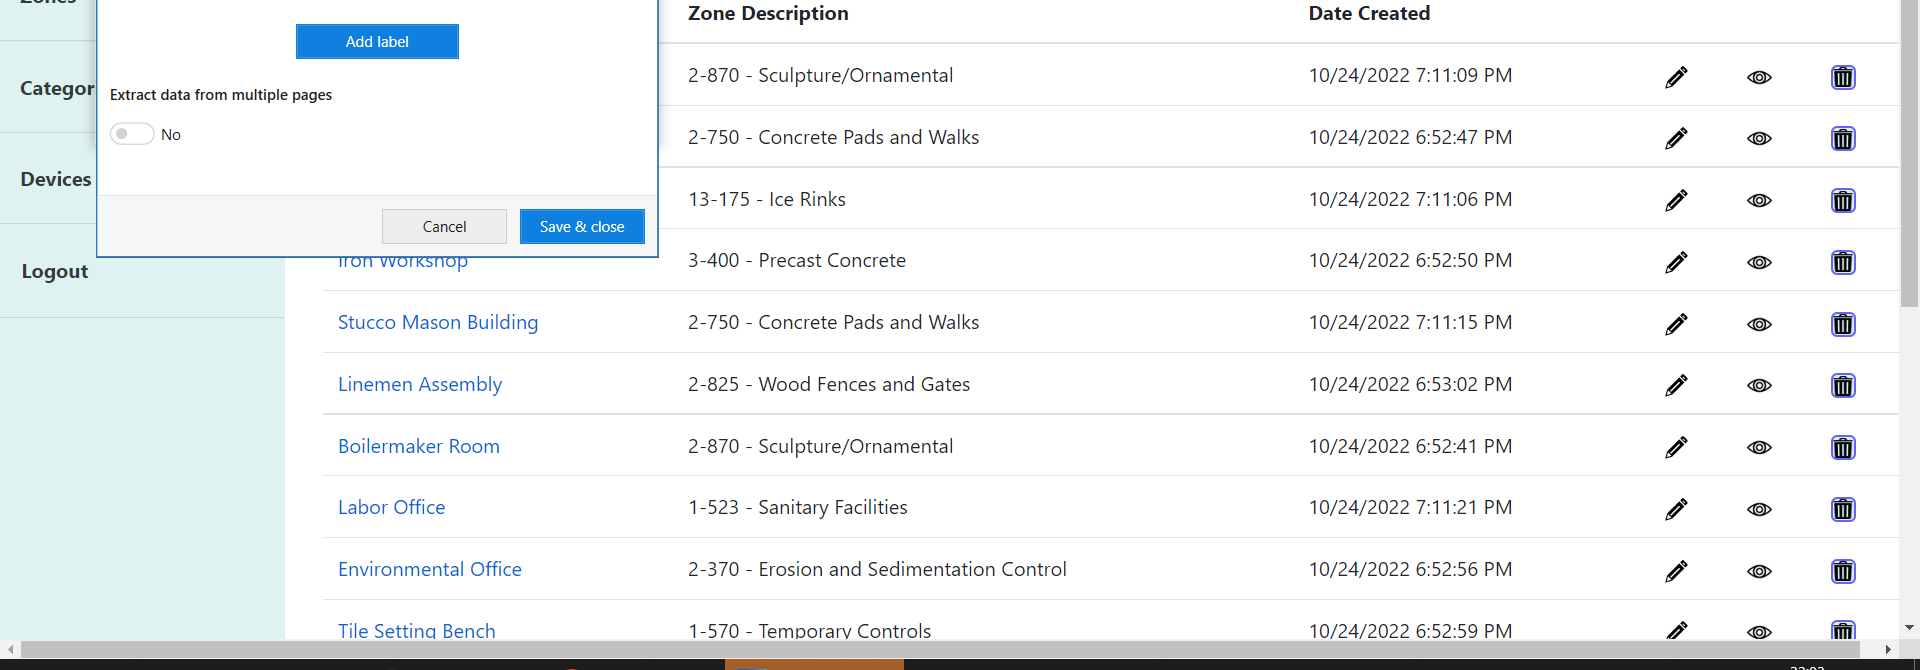 Zones
Zone Description Date Created
Add label
Categor
2-870 - Sculpture/Ornamental 10/24/2022 7:11:09 PM
Extract data from multiple pages
No
2-750 - Concrete Pads and Walks 10/24/2022 6:52:47 PM
Devices
13-175 - Ice Rinks 10/24/2022 7:11:06 PM
Cancel Save & close
Logout
Iron Workshop 3-400 - Precast Concrete 10/24/2022 6:52:50 PM
Stucco Mason Building 2-750 - Concrete Pads and Walks 10/24/2022 7:11:15 PM
Linemen Assembly 2-825 - Wood Fences and Gates 10/24/2022 6:53:02 PM
Boilermaker Room 2-870 - Sculpture/Ornamental 10/24/2022 6:52:41 PM
Labor Office 1-523 - Sanitary Facilities 10/24/2022 7:11:21 PM
Environmental Office 2-370 - Erosion and Sedimentation Control 10/24/2022 6:52:56 PM
Tile Setting Bench 1-570 - Temporary Controls 10/24/2022 6:52:59 PM